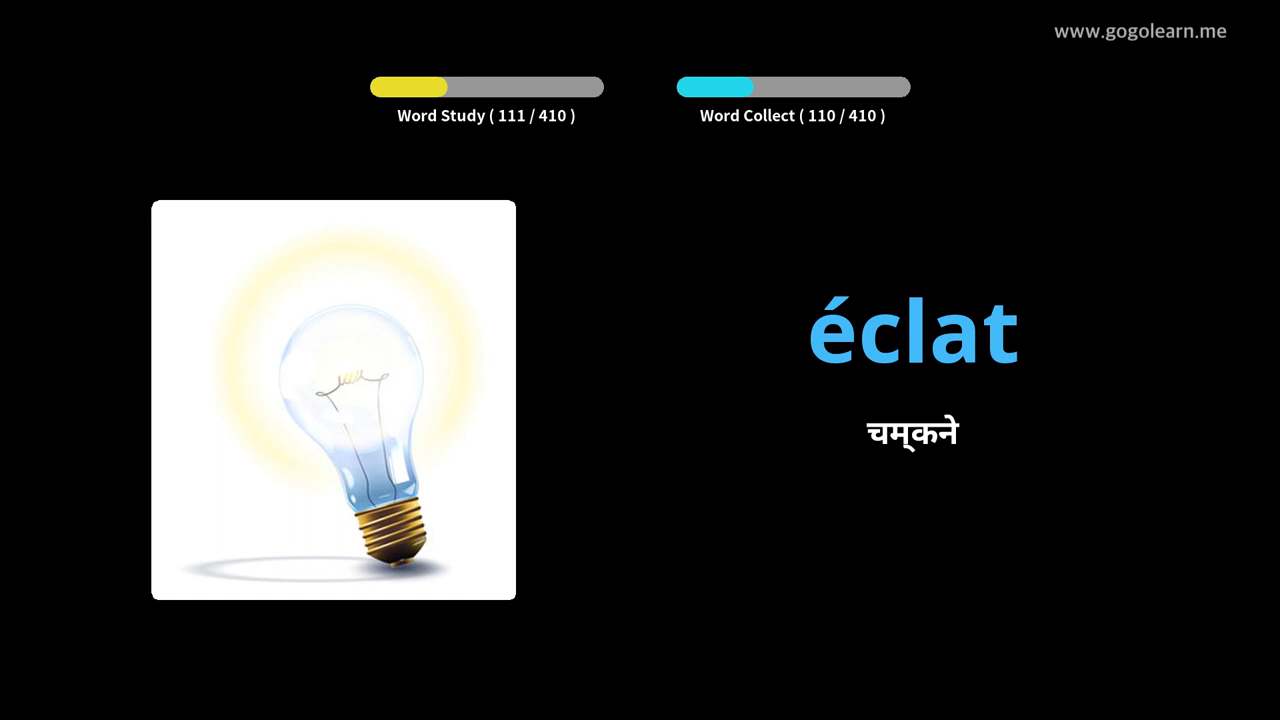 www.gogolearn.me
Word Study ( 111 / 410 )
Word Collect ( 110 / 410 )
éclat
चम्‌कने